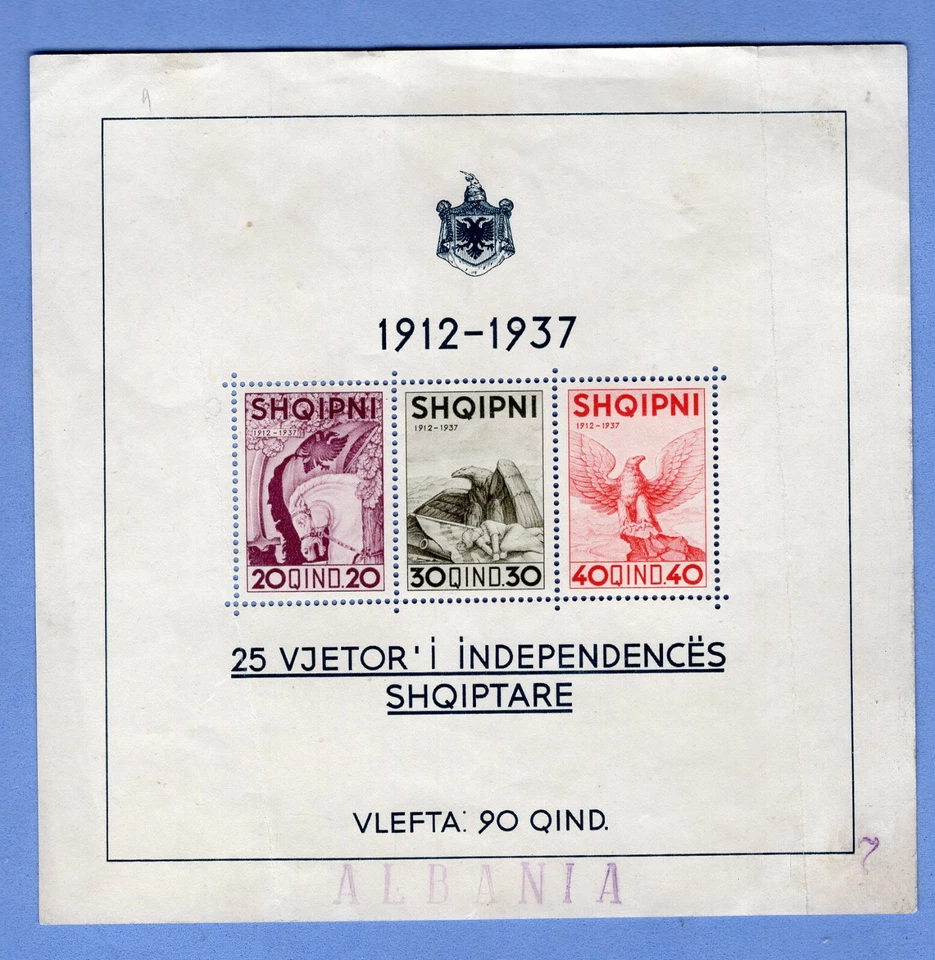 1912-1937
SHQIPNI
1912-1937
20 QIND. 20
SHQIPNI
1912-1937
30 QIND. 30
SHQIPNI
1912-1937
40 QIND. 40
25 VJETOR'i iNDEPENDENCËS
SHQIPTARE
VLEFTA: 90 QIND.
ALBANIA